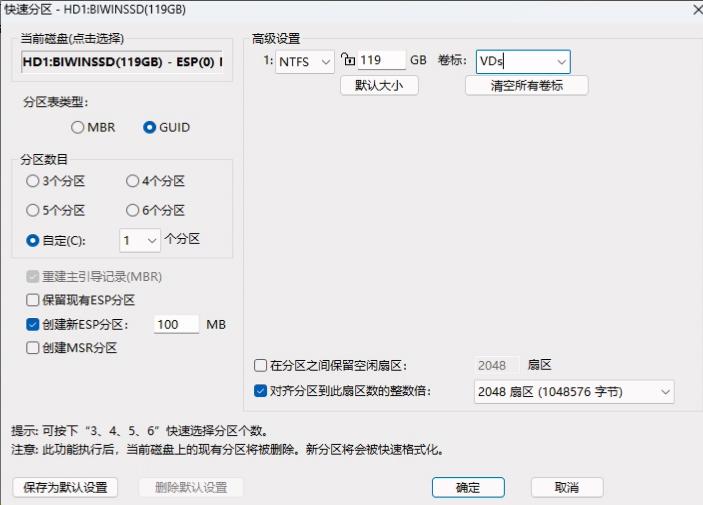 快速分区 - HD1:BIWINSSD(119GB)
当前磁盘(点击选择)
HD1:BIWINSSD(119GB) - ESP(0)
分区表类型:
MBR GUID
分区数目
3个分区 4个分区
5个分区 6个分区
自定(C): 1 个分区
重建主引导记录(MBR)
保留现有ESP分区
创建新ESP分区: 100 MB
创建MSR分区
高级设置
1: NTFS 119 GB 卷标: VDs
默认大小 清空所有卷标
在分区之间保留空闲扇区: 2048 扇区
对齐分区到此扇区数的整数倍: 2048 扇区 (1048576 字节)
提示: 可按下“3、4、5、6”快速选择分区个数。
注意: 此功能执行后，当前磁盘上的现有分区将被删除。新分区将会被快速格式化。
保存为默认设置 删除默认设置 确定 取消